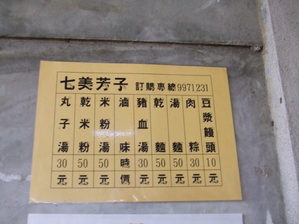 七美芳子 訂購專線9971231
豆漿饅頭10元
肉粽30元
湯麵50元
乾麵50元
豬血湯30元
滷味時價
米粉湯50元
乾米粉50元
丸子湯30元